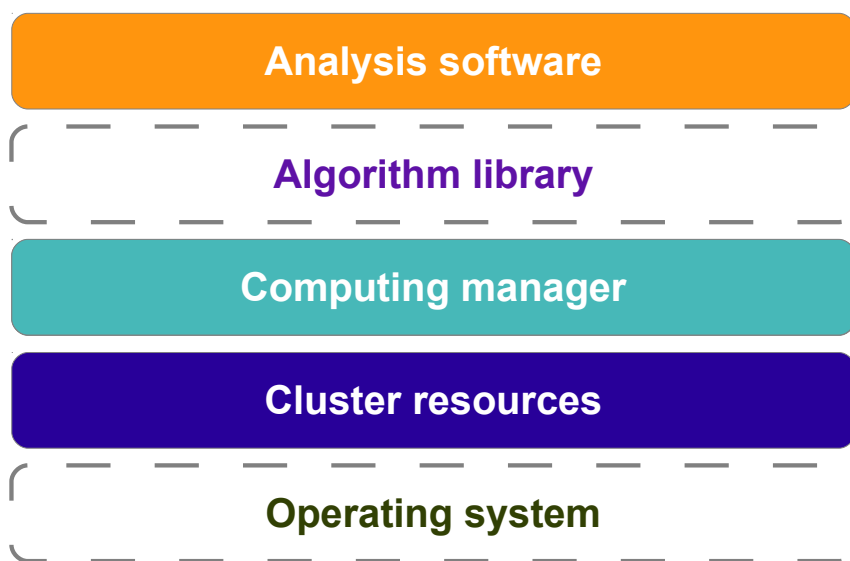 Analysis software
Algorithm library
Computing manager
Cluster resources
Operating system